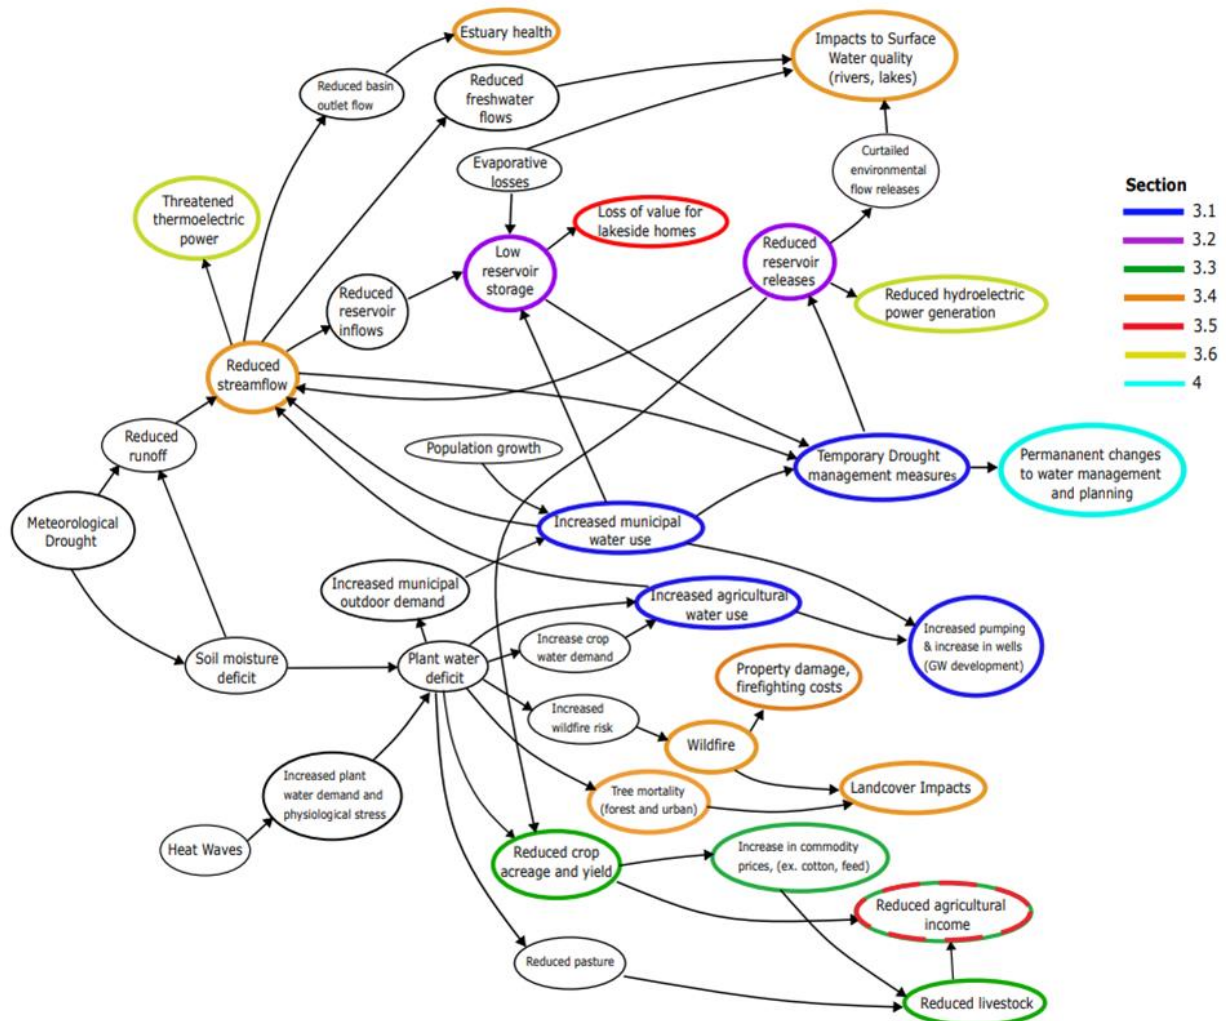 Estuary health
Impacts to Surface
Water quality
(rivers, lakes)
Reduced basin
outlet flow
Reduced
freshwater
flows
Evaporative
losses
Curtailed
environmental
flow releases
Threatened
thermoelectric
power
Loss of value for
lakeside homes
Low
reservoir
storage
Reduced
reservoir
releases
Reduced
reservoir
inflows
Reduced hydroelectric
power generation
Section
3.1
3.2
3.3
3.4
3.5
3.6
4
Reduced
streamflow
Reduced
runoff
Population growth
Temporary Drought
management measures
Permananent changes
to water management
and planning
Meteorological
Drought
Increased municipal
water use
Increased municipal
outdoor demand
Increased agricultural
water use
Increased pumping
& increase in wells
(GW development)
Soil moisture
deficit
Plant water
deficit
Increase crop
water demand
Property damage,
firefighting costs
Increased
wildfire risk
Wildfire
Increased plant
water demand and
physiological stress
Tree mortality
(forest and urban)
Landcover Impacts
Heat Waves
Reduced crop
acreage and yield
Increase in commodity
prices, (ex. cotton, feed)
Reduced agricultural
income
Reduced pasture
Reduced livestock